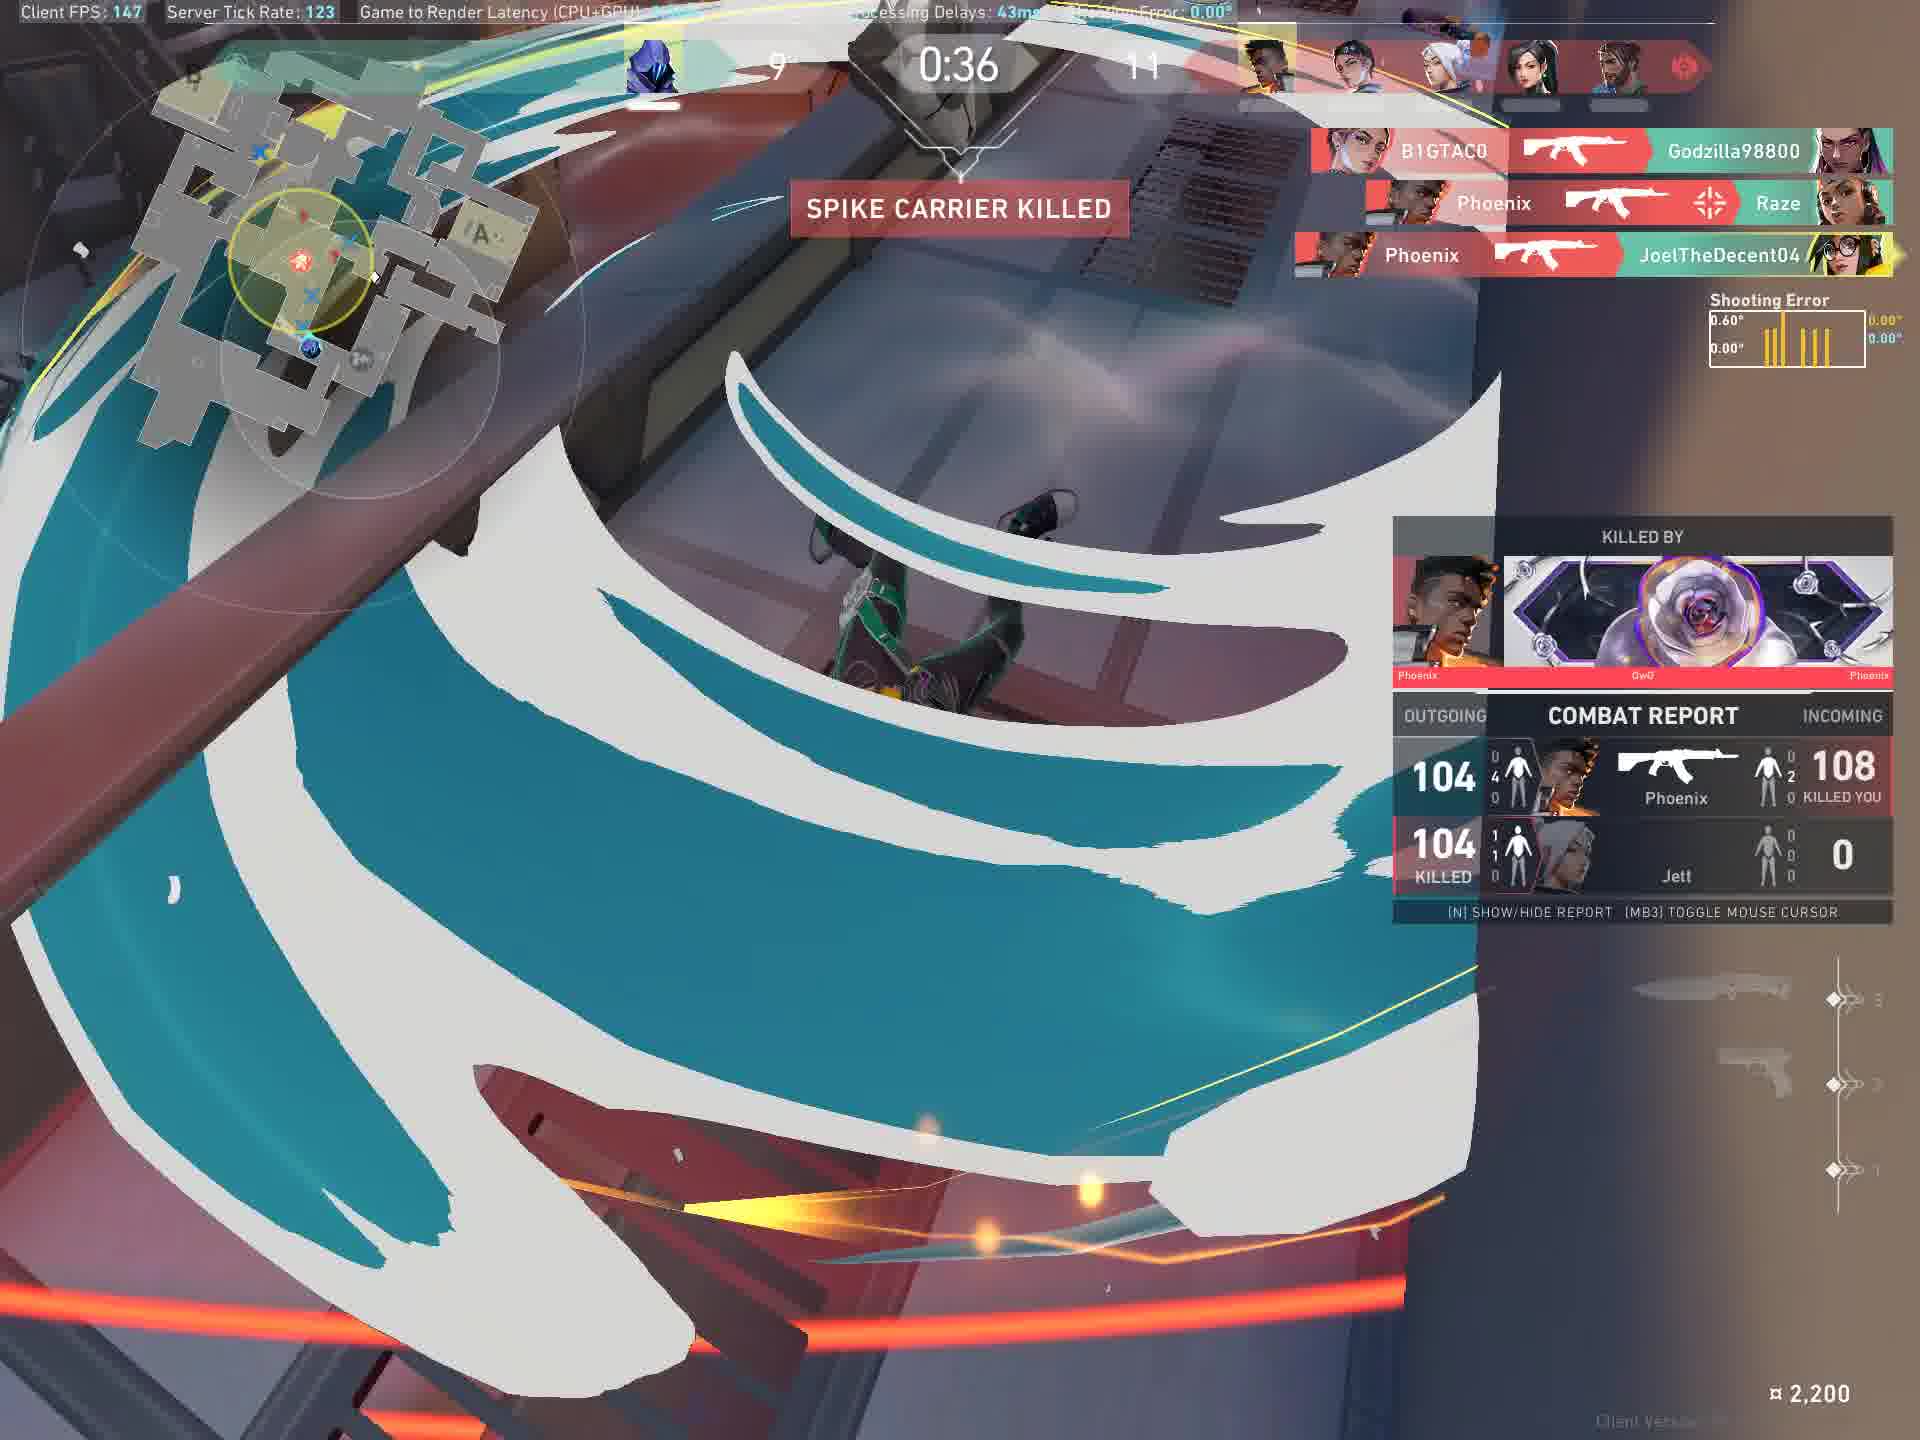 Client FPS: 147 Server Tick Rate: 123 Game to Render Latency (CPU+GPU)
Processing Delays: 43ms Error: 0.00°
9 0:36 11
B
A
SPIKE CARRIER KILLED
B1GTAC0 Godzilla98800
Phoenix Raze
Phoenix JoelTheDecent04
Shooting Error
0.60° 0.00°
0.00° 0.00°
KILLED BY
Phoenix OwO Phoenix
OUTGOING COMBAT REPORT INCOMING
104 0 4 0 Phoenix 0 2 0 108 KILLED YOU
104 KILLED 1 1 0 Jett 0 0 0 0
[N] SHOW/HIDE REPORT [MB3] TOGGLE MOUSE CURSOR
3
2
1
¤ 2,200
Client Version